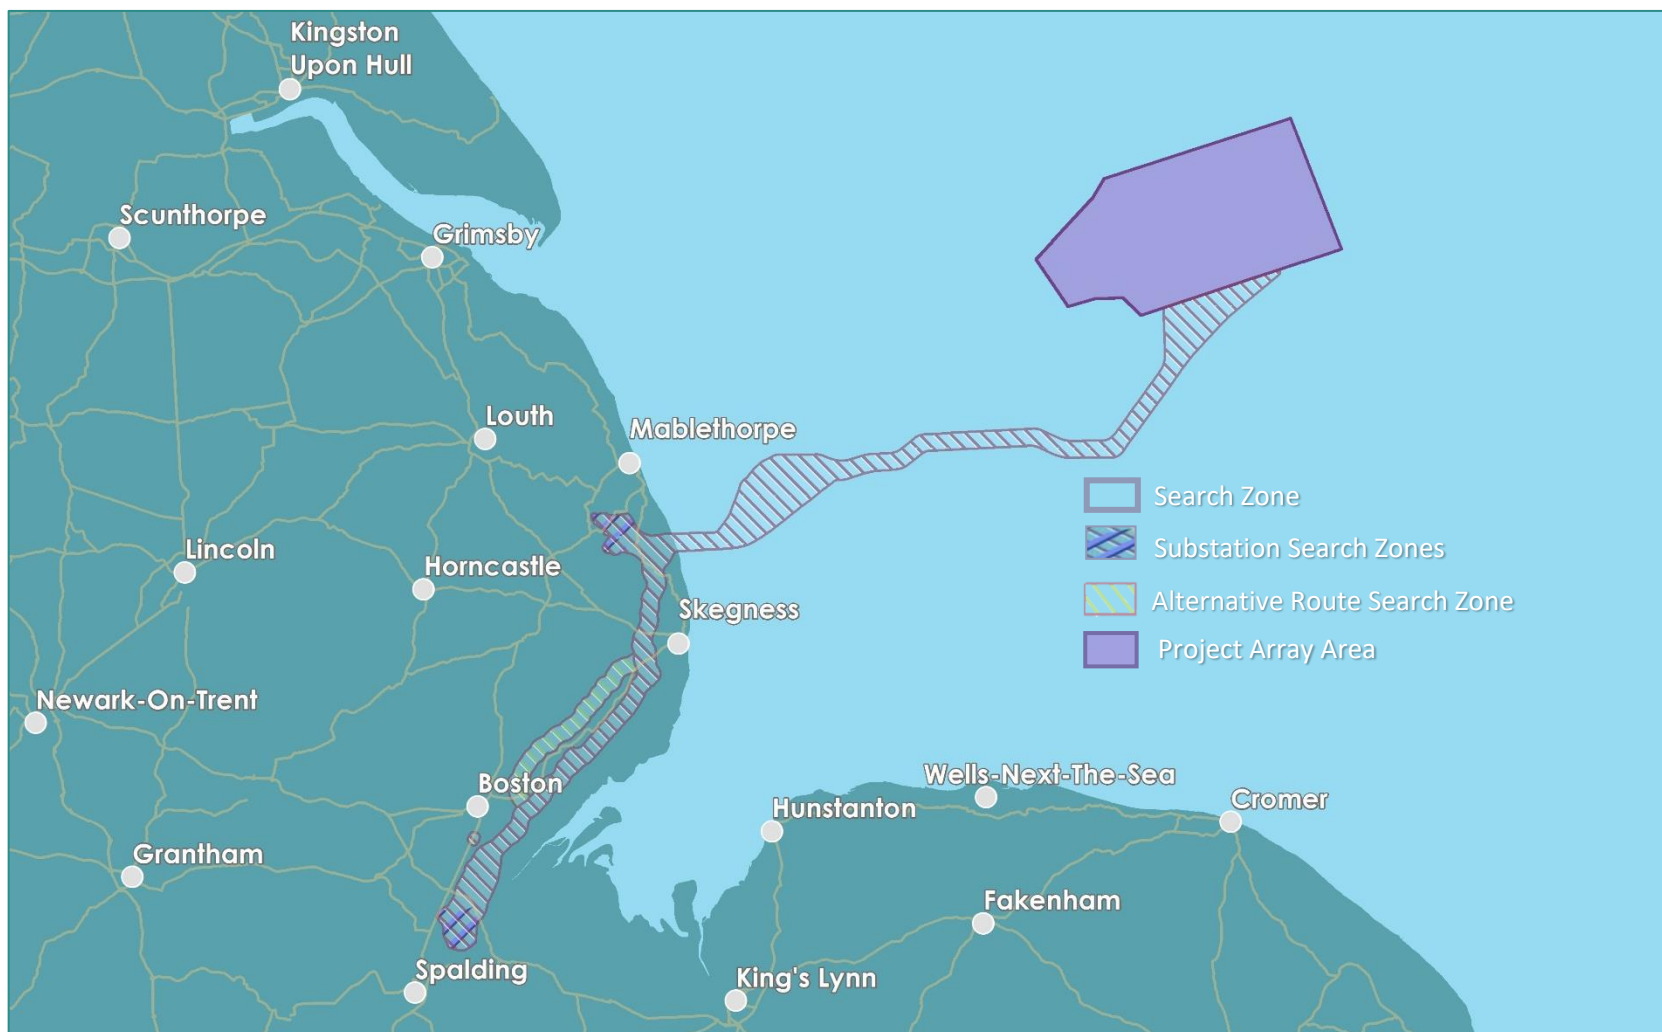 Kingston
Upon Hull
Scunthorpe
Grimsby
Louth
Mablethorpe
Search Zone
Lincoln
Substation Search Zones
Horncastle
Alternative Route Search Zone
Skegness
Project Array Area
Newark-On-Trent
Wells-Next-The-Sea
Boston
Hunstanton
Cromer
Grantham
Fakenham
Spalding
King's Lynn